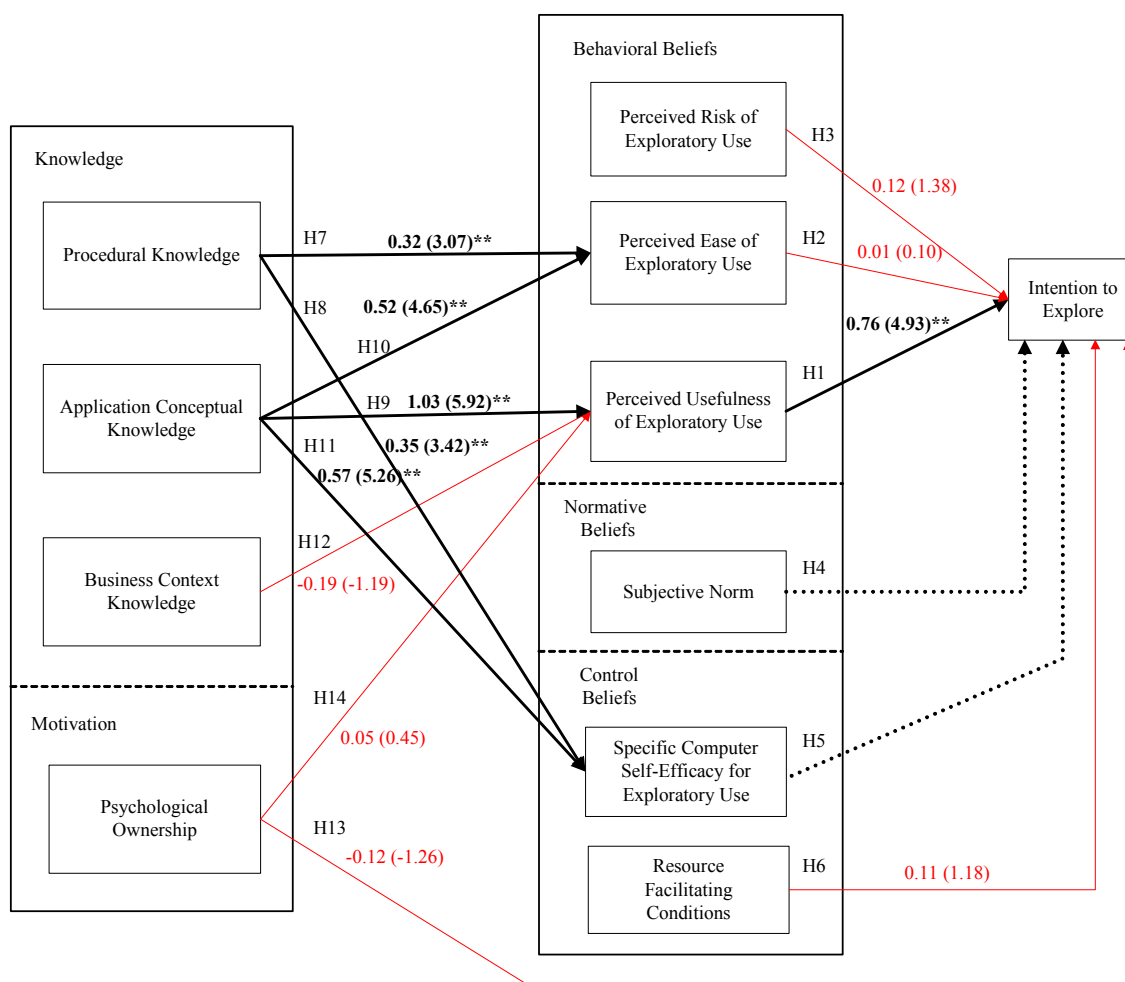 Knowledge
Procedural Knowledge
Application Conceptual
Knowledge
Business Context
Knowledge
Motivation
Psychological
Ownership
H7
0.32 (3.07)**
H8
0.52 (4.65)**
H10
H9
1.03 (5.92)**
H11
0.35 (3.42)**
0.57 (5.26)**
H12
-0.19 (-1.19)
H14
0.05 (0.45)
H13
-0.12 (-1.26)
Behavioral Beliefs
Perceived Risk of
Exploratory Use
Perceived Ease of
Exploratory Use
Perceived Usefulness
of Exploratory Use
Normative
Beliefs
Subjective Norm
Control
Beliefs
Specific Computer
Self-Efficacy for
Exploratory Use
Resource
Facilitating
Conditions
H3
0.12 (1.38)
H2
0.01 (0.10)
H1
0.76 (4.93)**
H4
H5
H6
0.11 (1.18)
Intention to
Explore